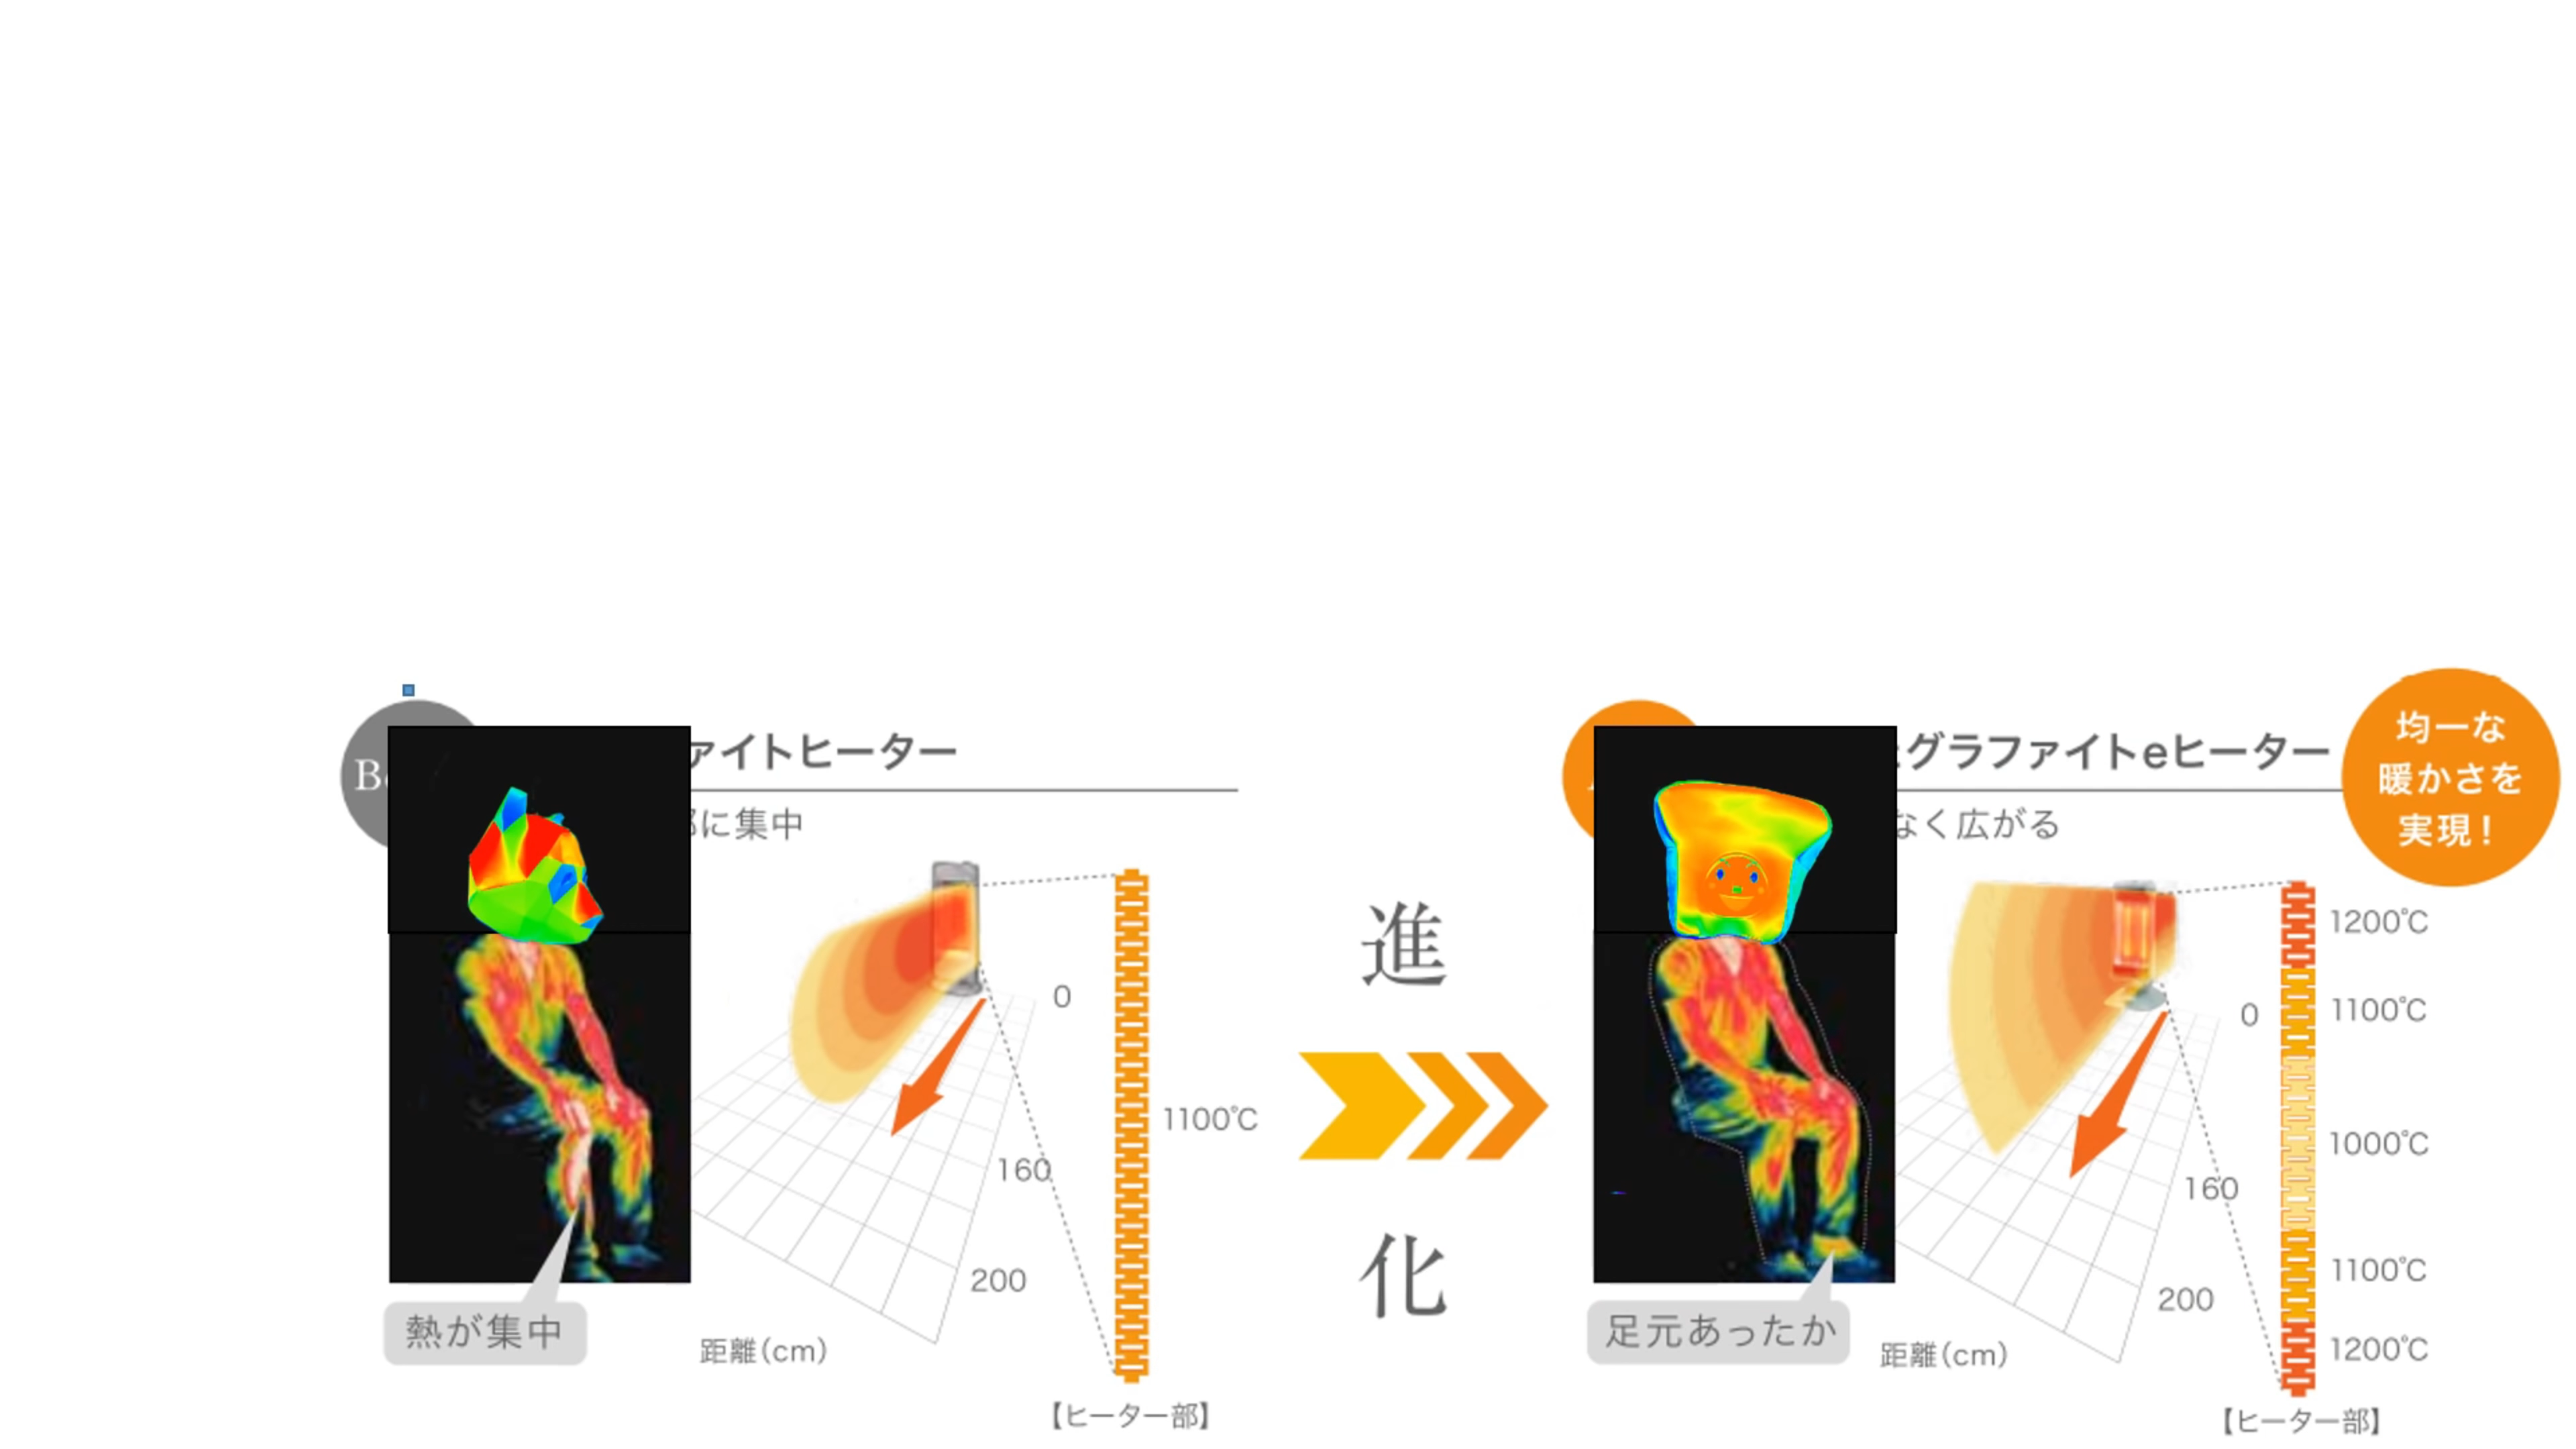 ァイトヒーター
に集中
0
1100℃
160
200
距離(cm)
【ヒーター部】
熱が集中
進
化
グラファイトeヒーター
なく広がる
均一な
暖かさを
実現！
1200℃
0
1100℃
1000℃
160
1100℃
200
1200℃
距離(cm)
【ヒーター部】
足元あったか